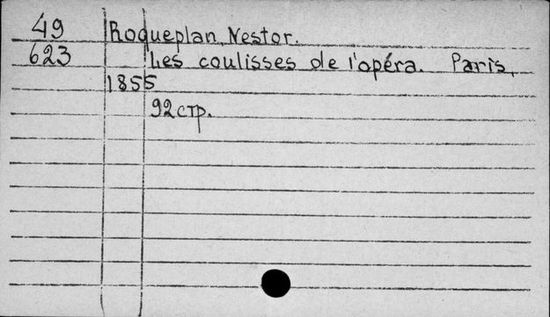 49 Roqueplan, Nestor.
623 Les coulisses de l'opéra. Paris,
1855
92 стр.